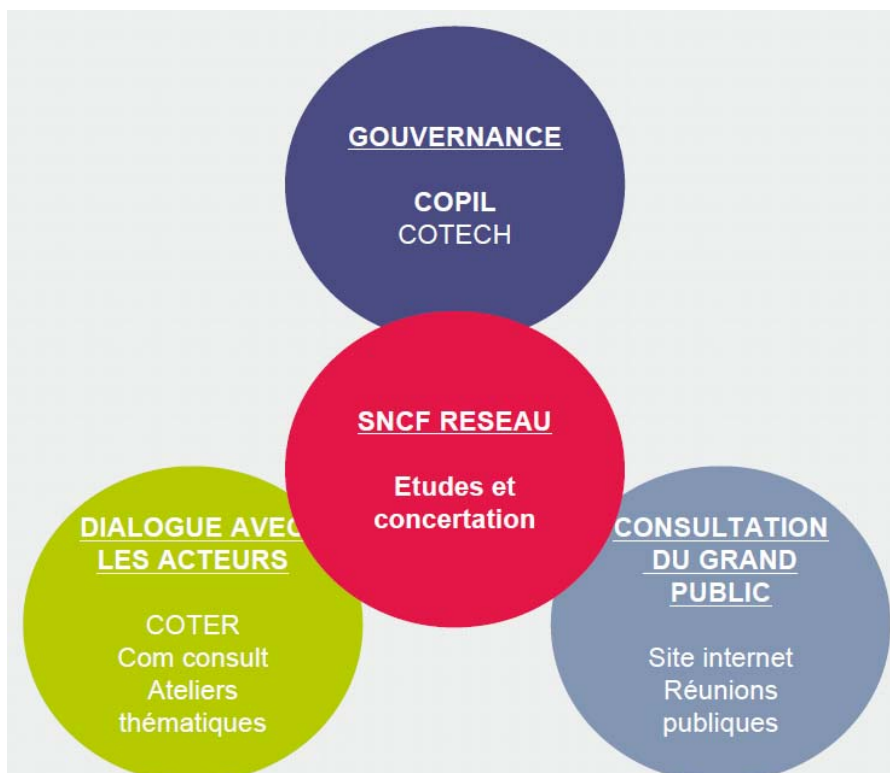 GOUVERNANCE
COPIL
COTECH
SNCF RESEAU
Etudes et
concertation
DIALOGUE AVEC
LES ACTEURS
COTER
Com consult
Ateliers
thématiques
CONSULTATION
DU GRAND
PUBLIC
Site internet
Réunions
publiques